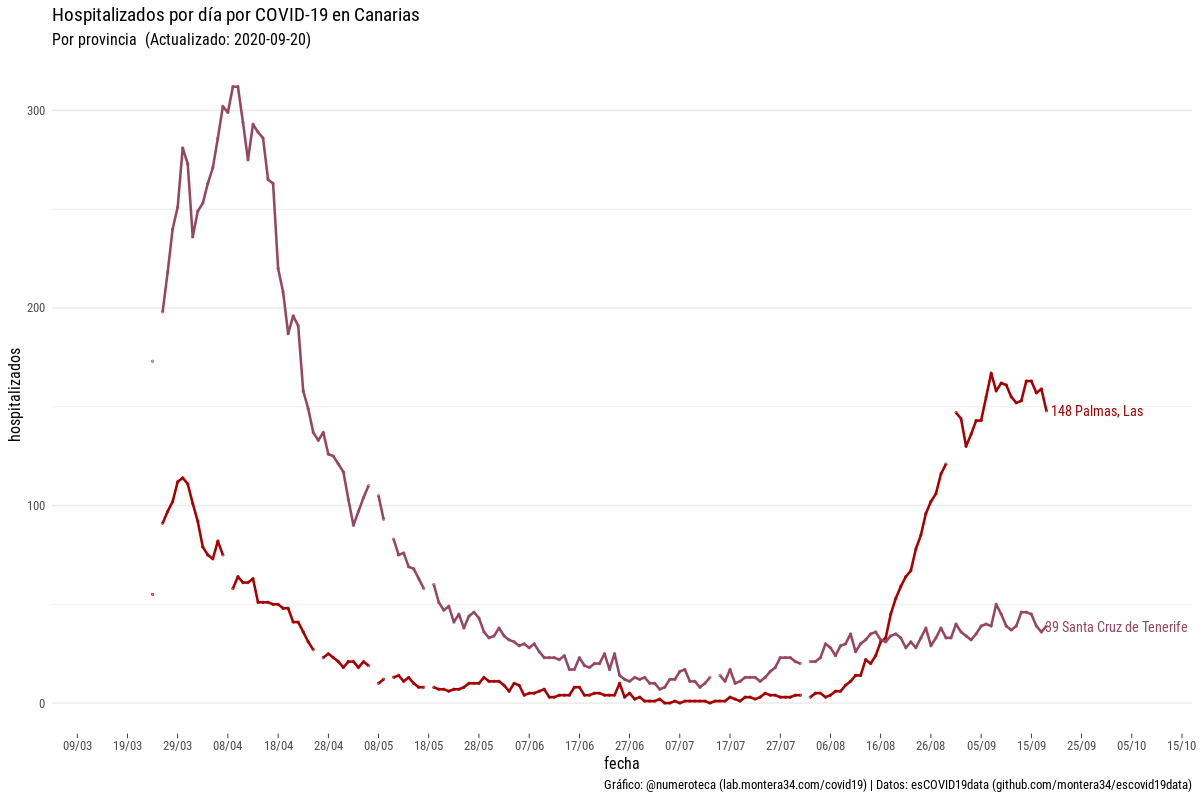 Hospitalizados por día por COVID-19 en Canarias
Por provincia (Actualizado: 2020-09-20)
hospitalizados
300
200
100
0
148 Palmas, Las
39 Santa Cruz de Tenerife
09/03 19/03 29/03 08/04 18/04 28/04 08/05 18/05 28/05 07/06 17/06 27/06 07/07 17/07 27/07 06/08 16/08 26/08 05/09 15/09 25/09 05/10 15/10
fecha
Gráfico: @numeroteca (lab.montera34.com/covid19) | Datos: esCOVID19data (github.com/montera34/escovid19data)